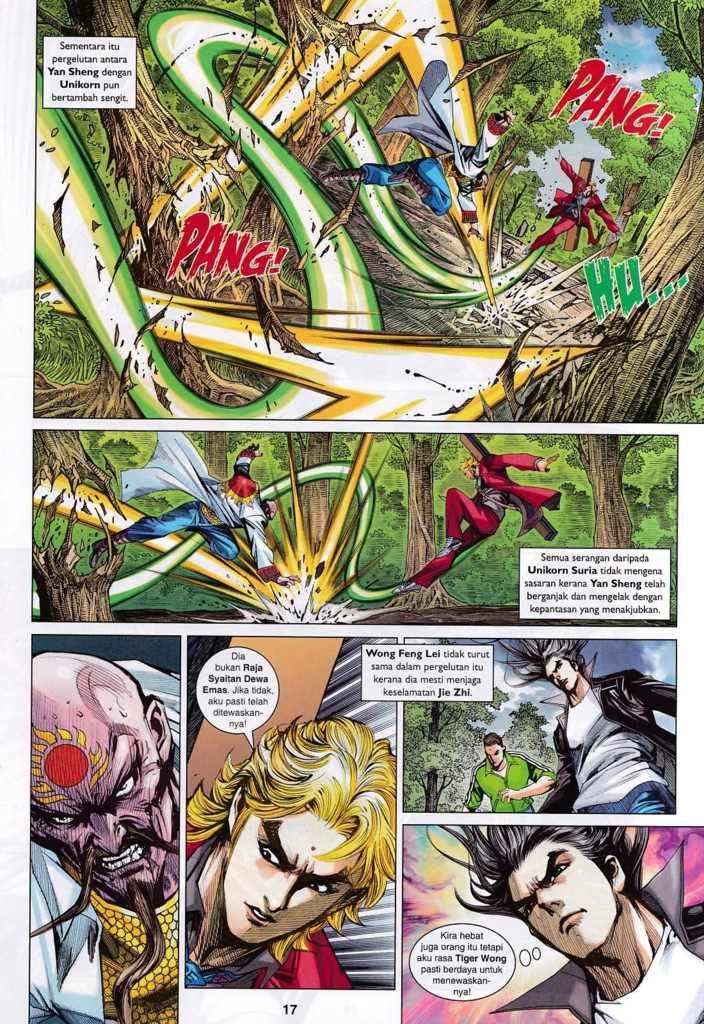 Sementara itu
pergelutan antara
Yan Sheng dengan
Unikorn pun
bertambah sengit.
PANG!
PANG!
HU...
Semua serangan daripada
Unikorn Suria tidak mengena
sasaran kerana Yan Sheng telah
berganjak dan mengelak dengan
kepantasan yang menakjubkan.
Dia
bukan Raja
Syaitan Dewa
Emas. Jika tidak,
aku pasti telah
ditewaskan-
nya!
Wong Feng Lei tidak turut
sama dalam pergelutan itu
kerana dia mesti menjaga
keselamatan Jie Zhi.
Kira hebat
juga orang itu tetapi
aku rasa Tiger Wong
pasti berdaya untuk
menewaskan-
nya!
17